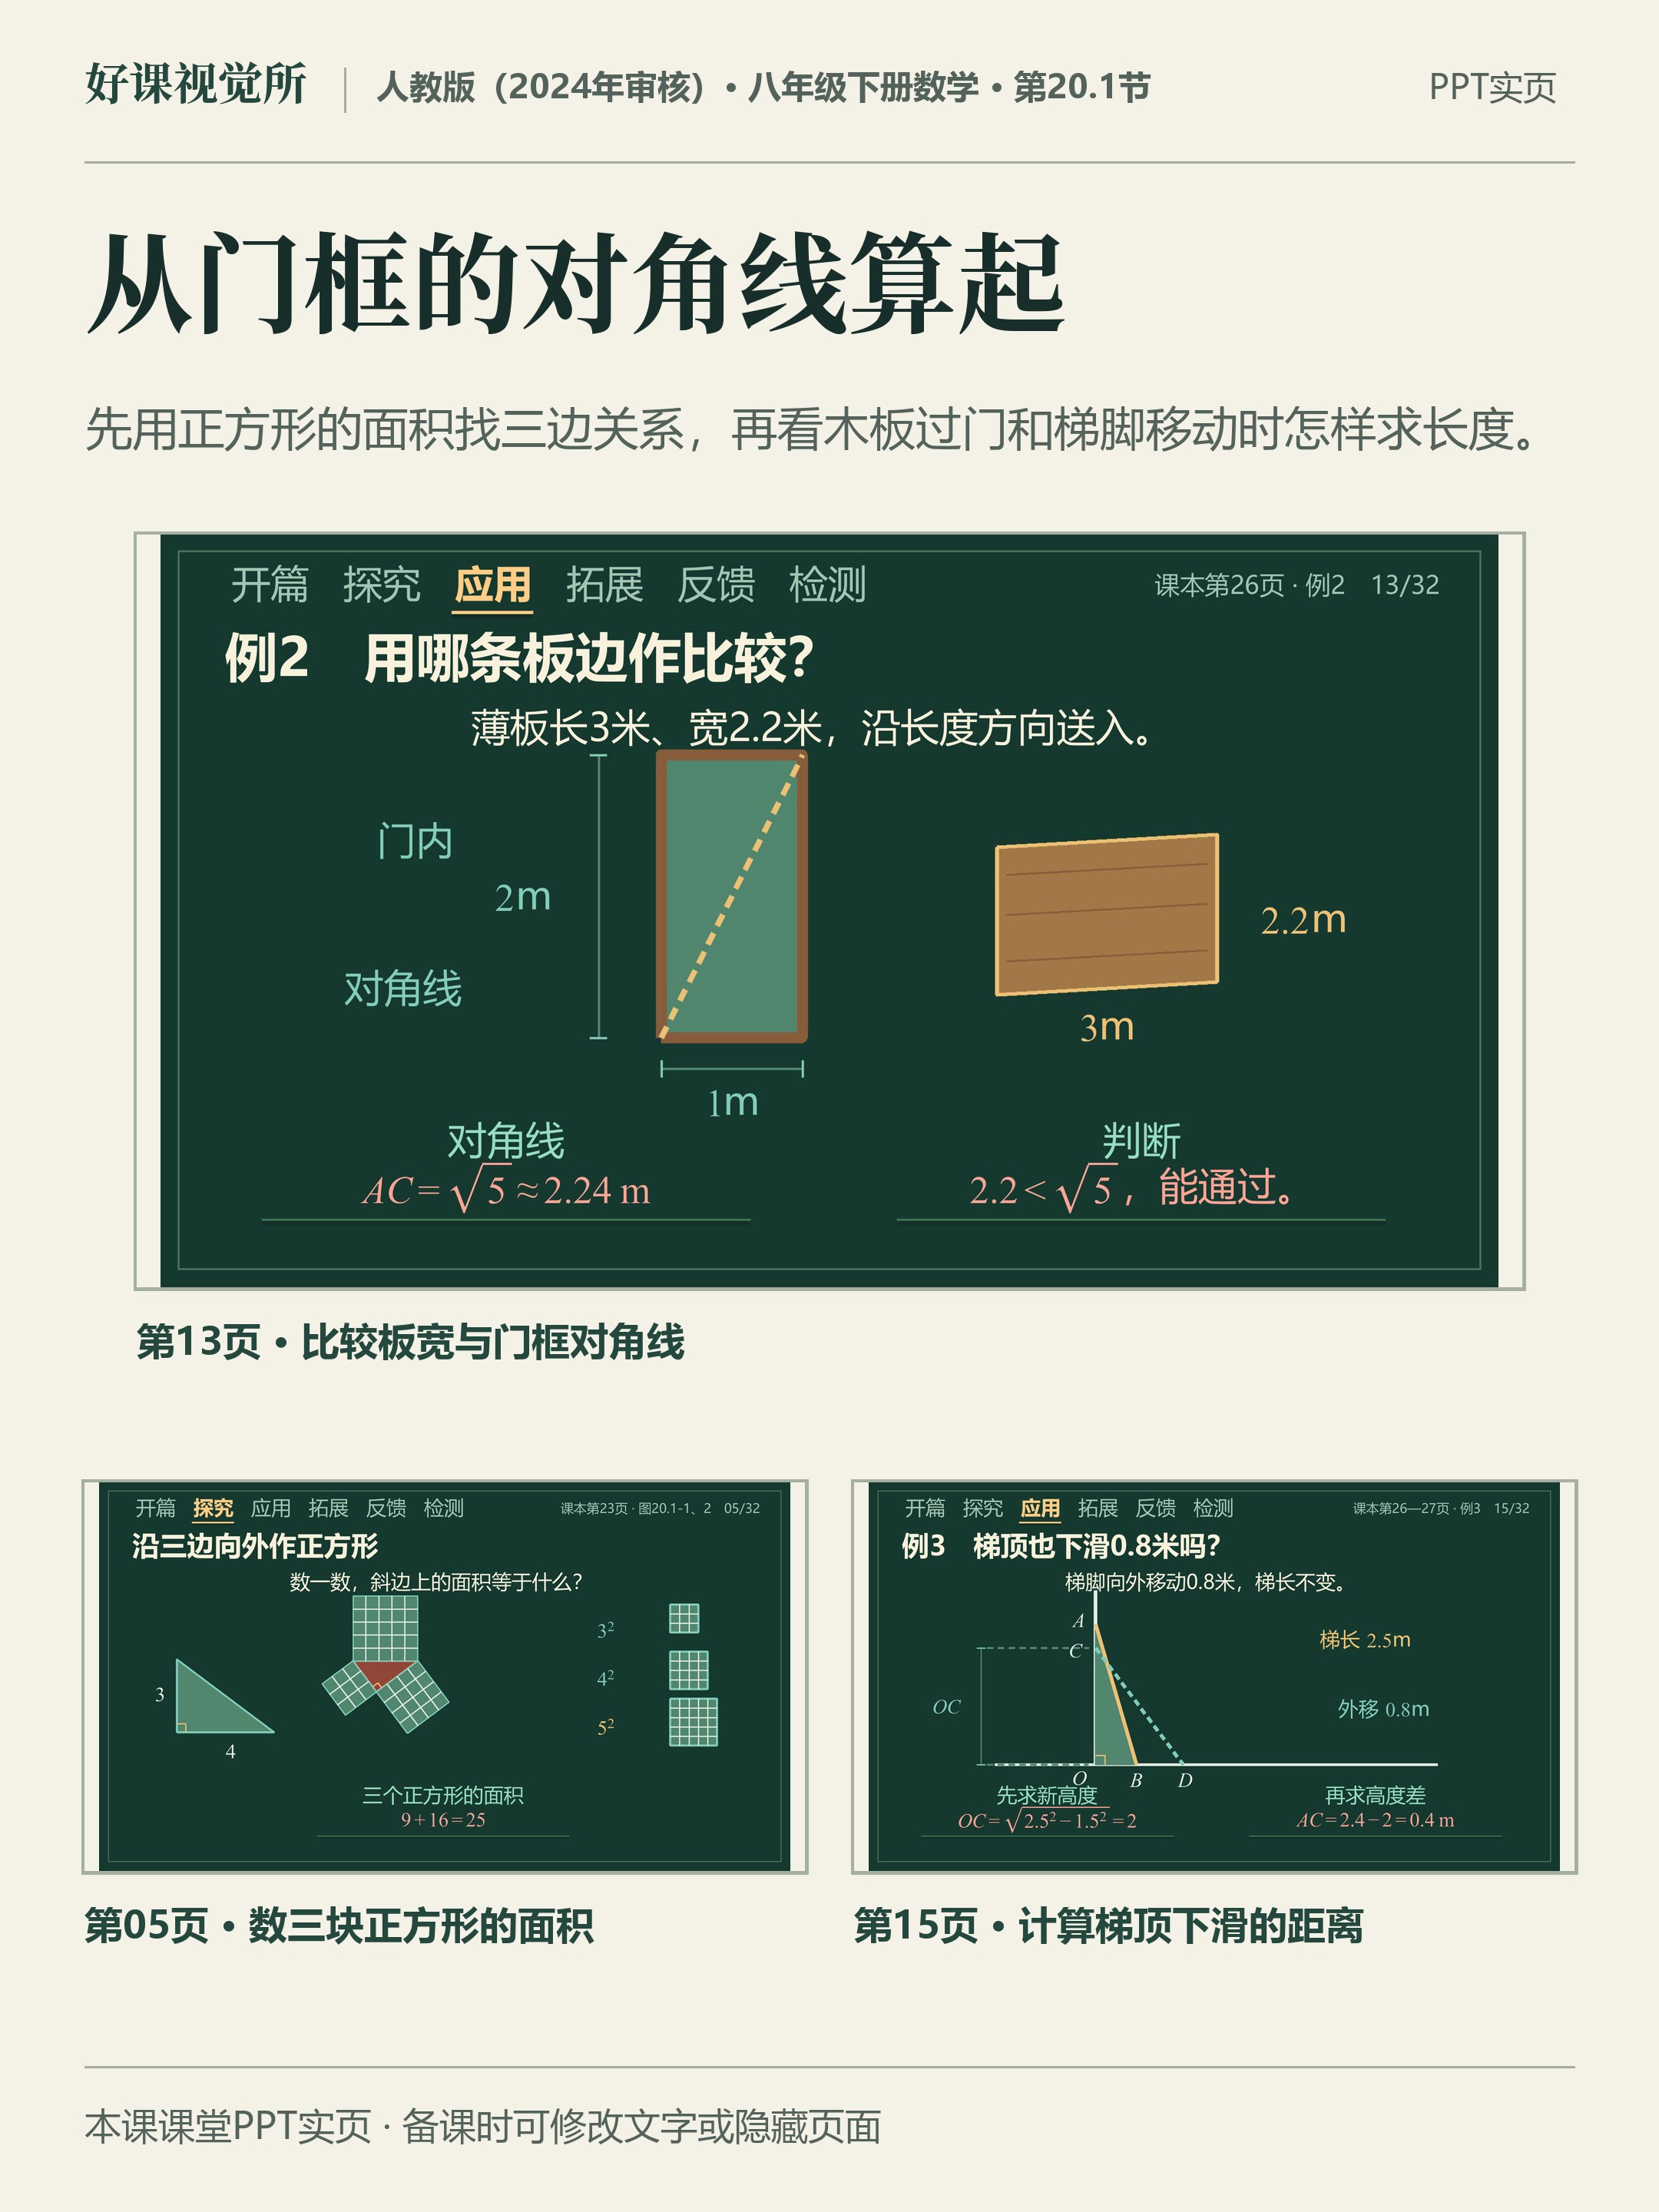 好课视觉所 人教版（2024年审核）·八年级下册数学·第20.1节 PPT实页
从门框的对角线算起
先用正方形的面积找三边关系，再看木板过门和梯脚移动时怎样求长度。
开篇 探究 应用 拓展 反馈 检测 课本第26页·例2 13/32
例2 用哪条板边作比较？
薄板长3米、宽2.2米，沿长度方向送入。
门内
2m
2.2m
对角线
3m
1m
对角线
判断
AC=√5≈2.24 m
2.2<√5，能通过。
第13页·比较板宽与门框对角线
开篇 探究 应用 拓展 反馈 检测 课本第23页·图20.1-1、2 05/32
沿三边向外作正方形
数一数，斜边上的面积等于什么？
3²
4²
3
5²
4
三个正方形的面积
9+16=25
第05页·数三块正方形的面积
开篇 探究 应用 拓展 反馈 检测 课本第26—27页·例3 15/32
例3 梯顶也下滑0.8米吗？
梯脚向外移动0.8米，梯长不变。
A
梯长 2.5m
C
OC
外移 0.8m
O B D
先求新高度
再求高度差
OC=√2.5²−1.5²=2
AC=2.4−2=0.4 m
第15页·计算梯顶下滑的距离
本课课堂PPT实页·备课时可修改文字或隐藏页面